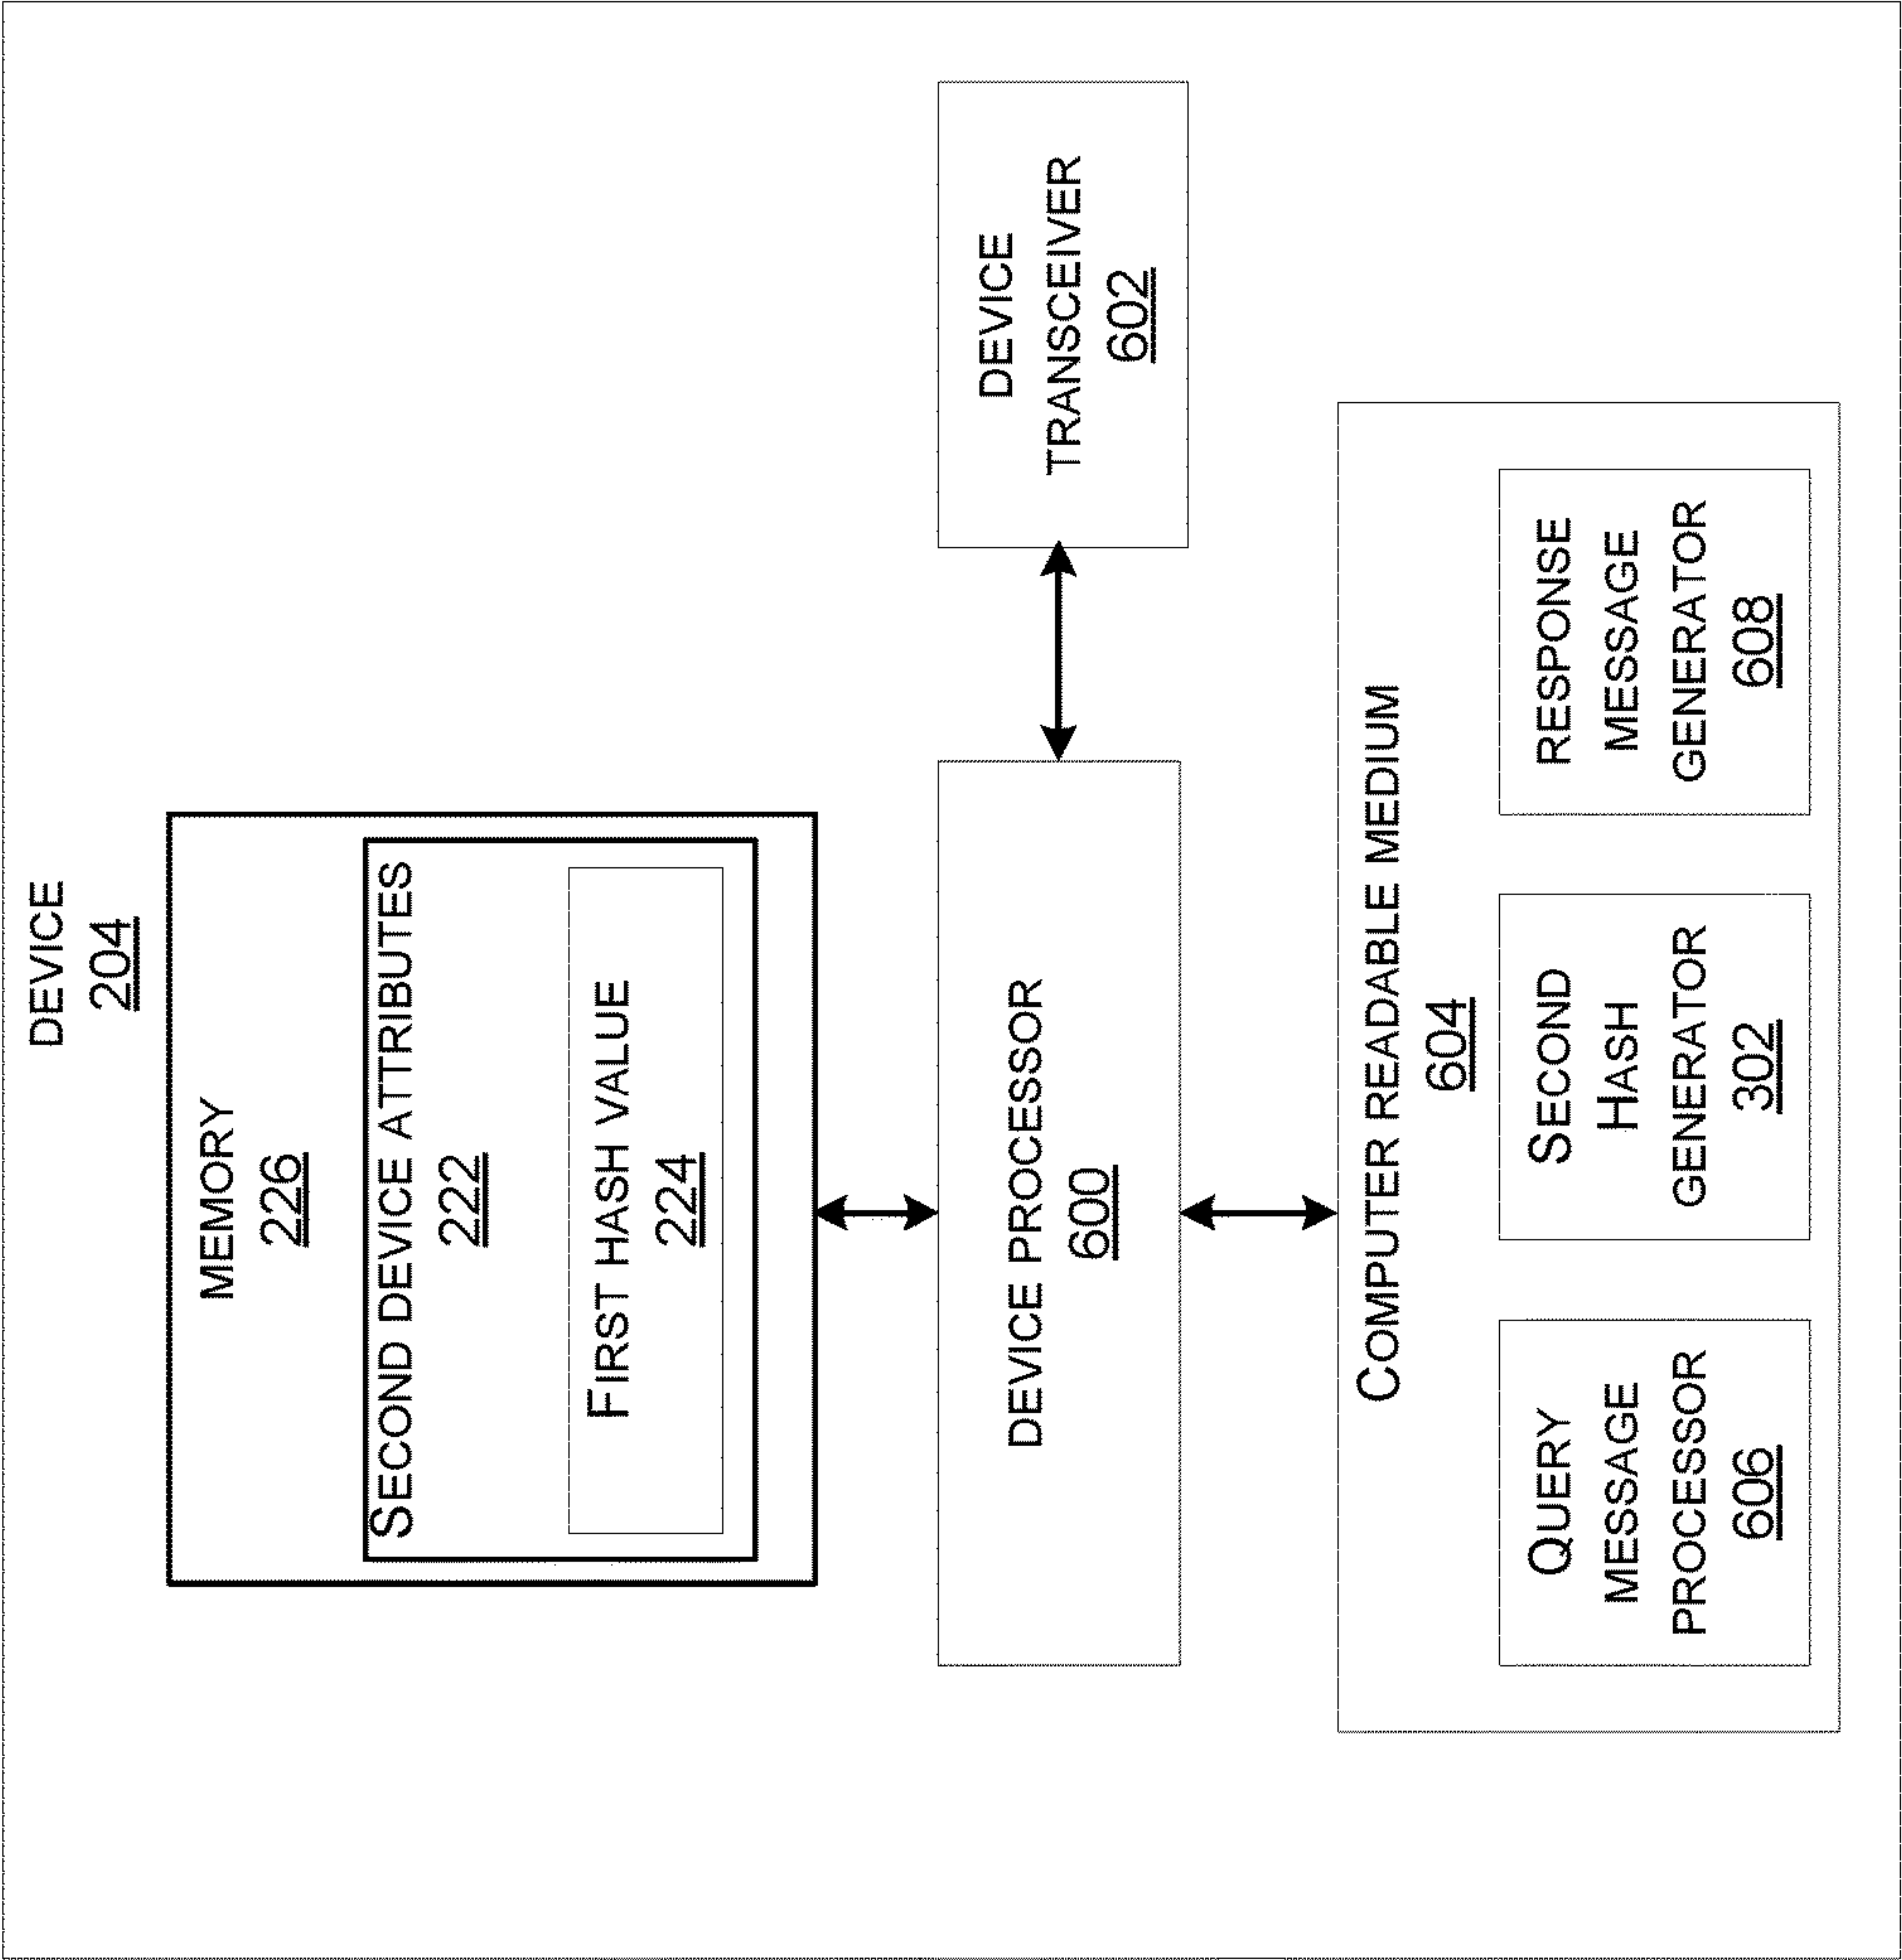 DEVICE
204
MEMORY
226
SECOND DEVICE ATTRIBUTES
222
FIRST HASH VALUE
224
DEVICE PROCESSOR
600
DEVICE
TRANSCEIVER
602
COMPUTER READABLE MEDIUM
604
QUERY
MESSAGE
PROCESSOR
606
SECOND
HASH
GENERATOR
302
RESPONSE
MESSAGE
GENERATOR
608